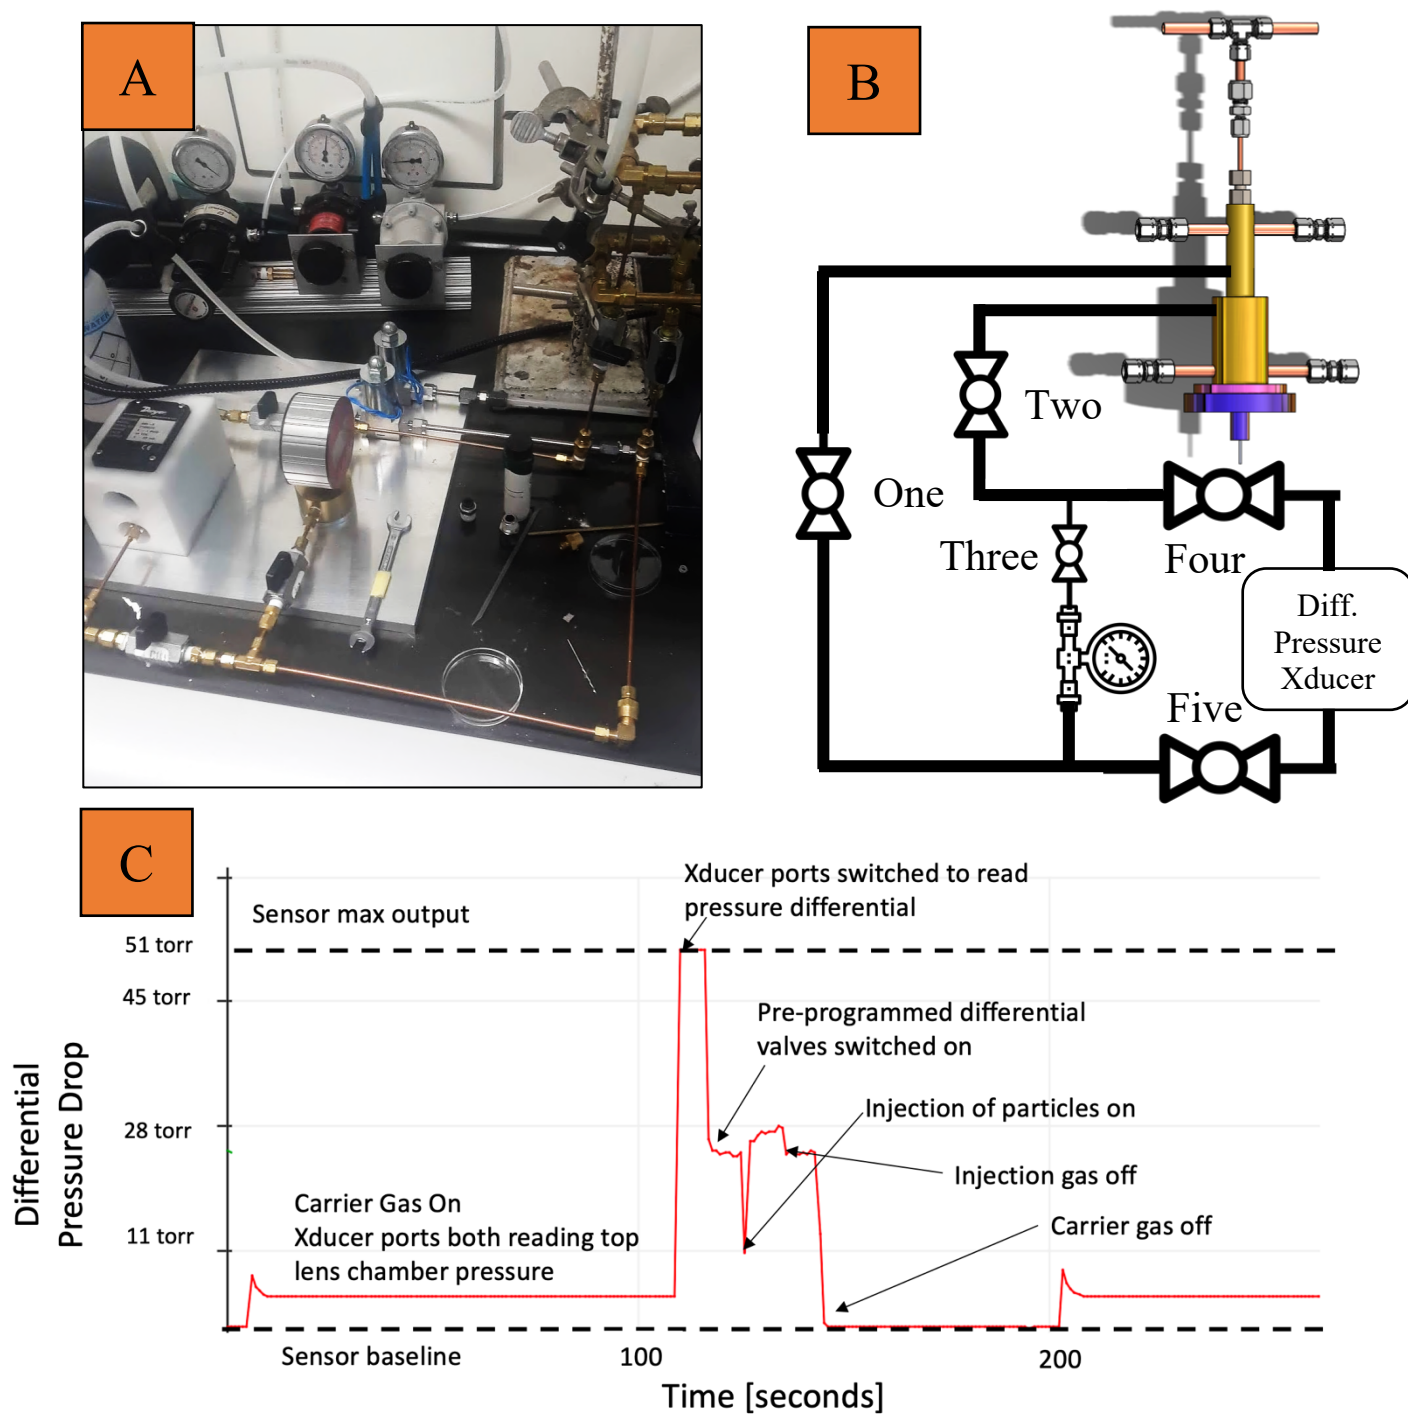 A
B
WATER
Dwyer
One
Two
Three
Four
Five
Diff.
Pressure
Xducer
C
Xducer ports switched to read
pressure differential
Sensor max output
51 torr
45 torr
Pre-programmed differential
valves switched on
Injection of particles on
28 torr
Injection gas off
Carrier Gas On
Xducer ports both reading top
lens chamber pressure
Carrier gas off
11 torr
Differential
Pressure Drop
Sensor baseline
100
200
Time [seconds]